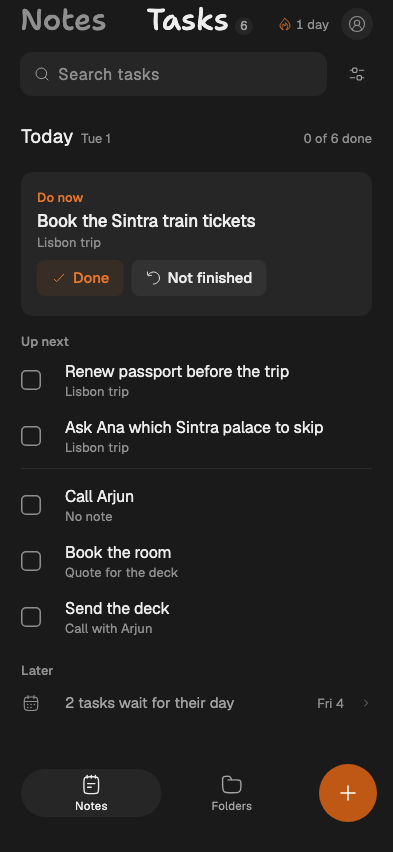 Notes Tasks 6 1 day
Search tasks
Today Tue 1 0 of 6 done
Do now
Book the Sintra train tickets
Lisbon trip
Done Not finished
Up next
Renew passport before the trip
Lisbon trip
Ask Ana which Sintra palace to skip
Lisbon trip
Call Arjun
No note
Book the room
Quote for the deck
Send the deck
Call with Arjun
Later
2 tasks wait for their day Fri 4
Notes Folders